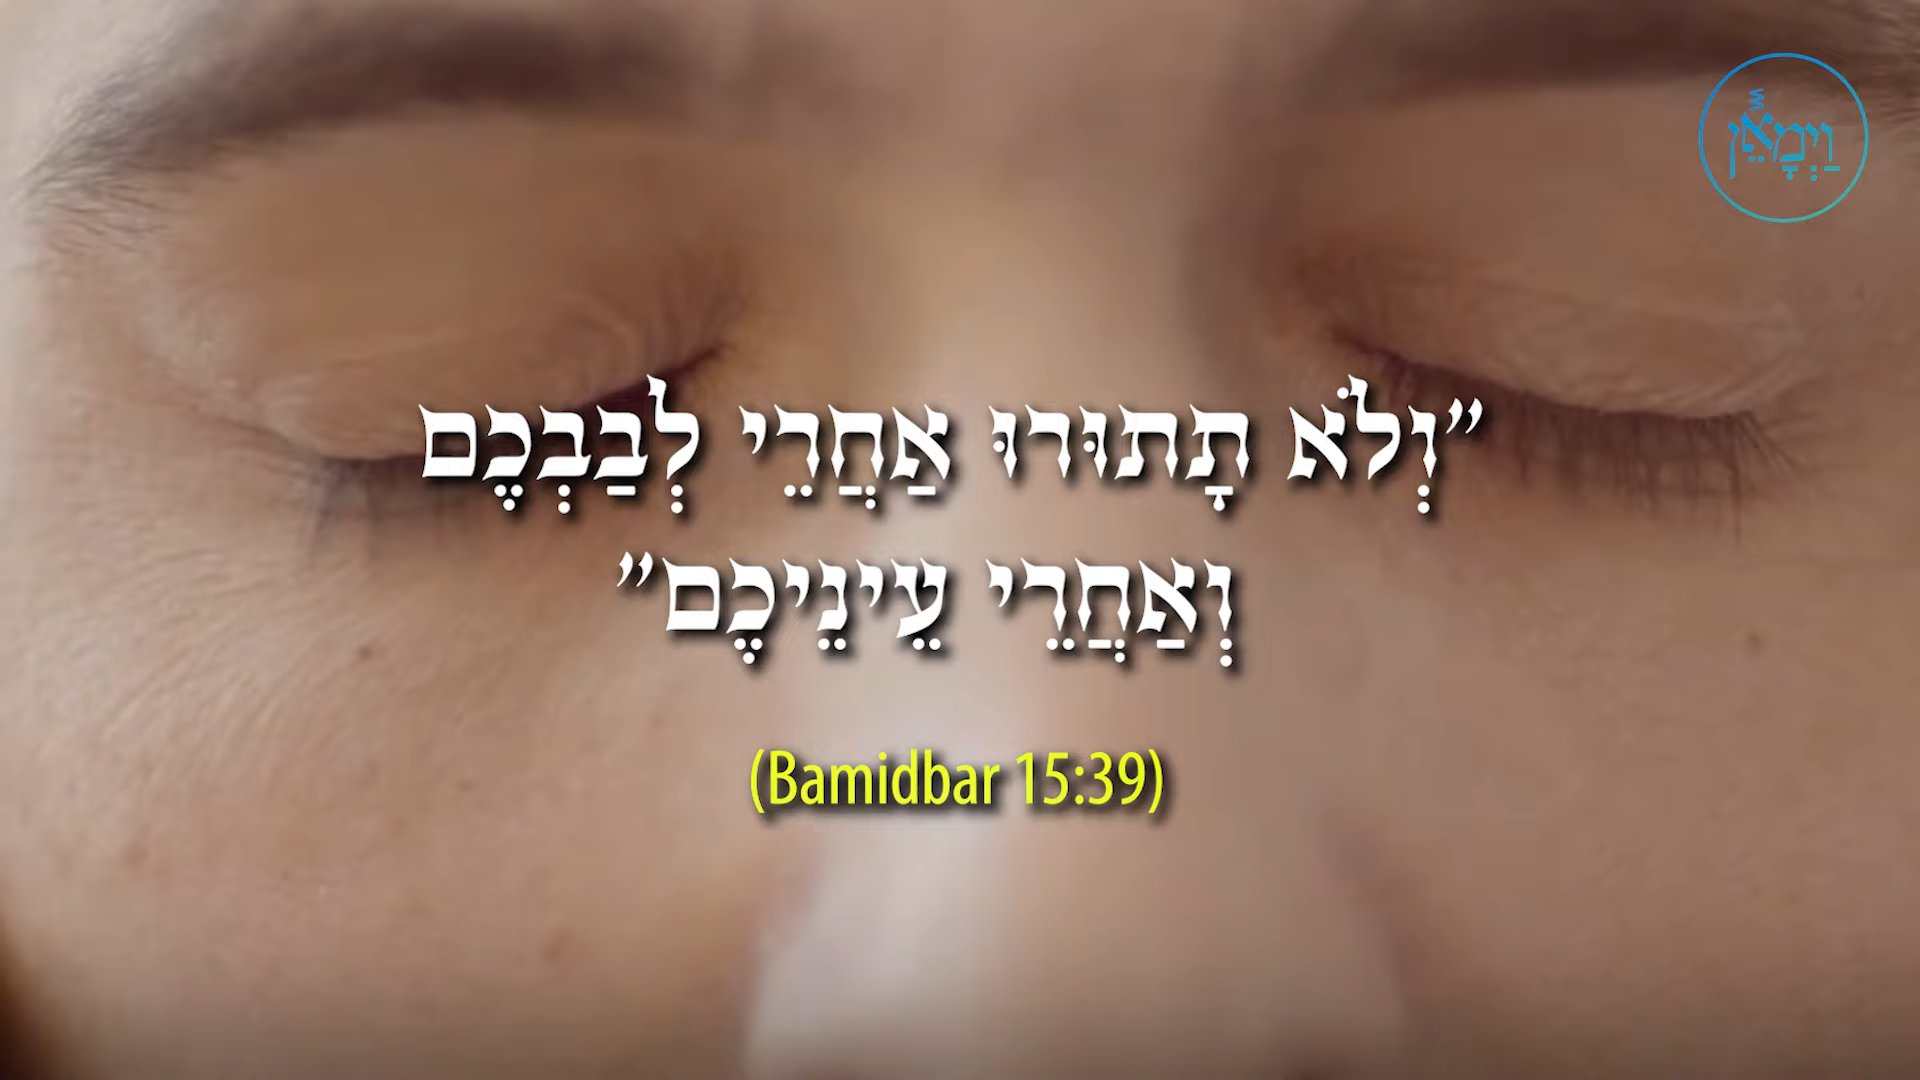 וַיְמָאֵן
"וְלֹא תָתוּרוּ אַחֲרֵי לְבַבְכֶם
וְאַחֲרֵי עֵינֵיכֶם"
(Bamidbar 15:39)